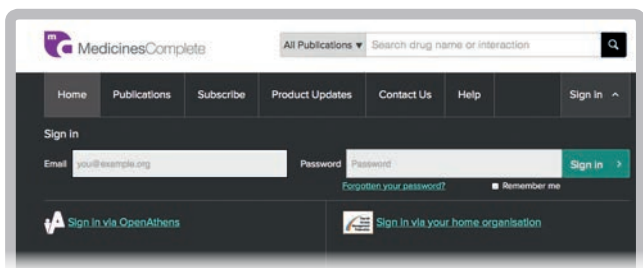 mc MedicinesComplete
All Publications ▾ Search drug name or interaction
Home Publications Subscribe Product Updates Contact Us Help Sign in
Sign in
Email you@example.org Password Password Sign in >
Forgotten your password? Remember me
Sign in via OpenAthens Sign in via your home organisation